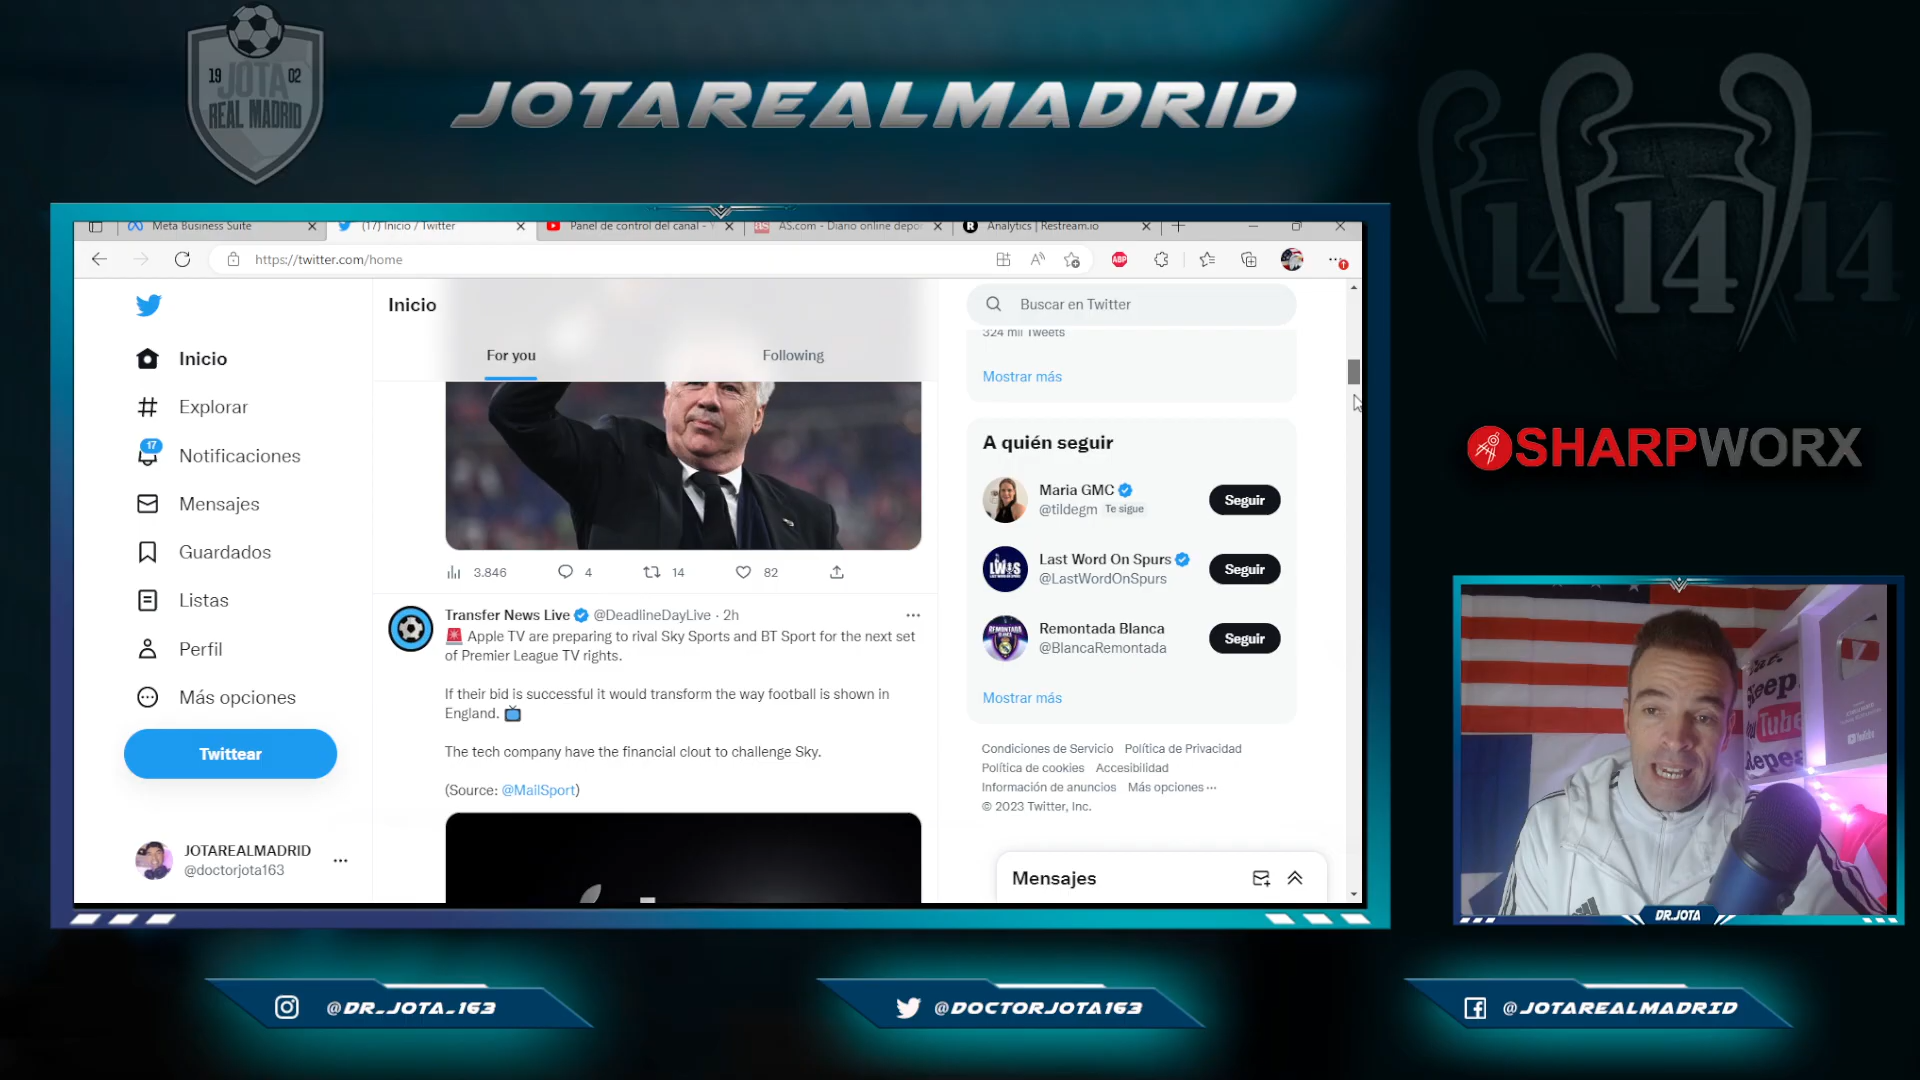 19 JOTA 02
REAL MADRID
JOTAREALMADRID
14 14 14
Meta Business Suite
(17) Inicio / Twitter
Panel de control del canal - Y
AS.com - Diario online depor
Analytics | Restream.io
https://twitter.com/home
ABP
Inicio
For you
Following
Buscar en Twitter
324 mil Tweets
Mostrar más
Inicio
Explorar
17
Notificaciones
Mensajes
Guardados
Listas
Perfil
Más opciones
Twittear
JOTAREALMADRID
@doctorjota163
3.846 4 14 82
Transfer News Live @DeadlineDayLive · 2h
Apple TV are preparing to rival Sky Sports and BT Sport for the next set
of Premier League TV rights.
If their bid is successful it would transform the way football is shown in
England.
The tech company have the financial clout to challenge Sky.
(Source: @MailSport)
A quién seguir
Maria GMC
@tildegm Te sigue
Seguir
Last Word On Spurs
@LastWordOnSpurs
Seguir
Remontada Blanca
@BlancaRemontada
Seguir
Mostrar más
Condiciones de Servicio Política de Privacidad
Política de cookies Accesibilidad
Información de anuncios Más opciones ···
© 2023 Twitter, Inc.
Mensajes
SHARPWORX
Keep
Tube
Repea
YouTube
DR.JOTA
@DR_JOTA_163
@DOCTORJOTA163
@JOTAREALMADRID